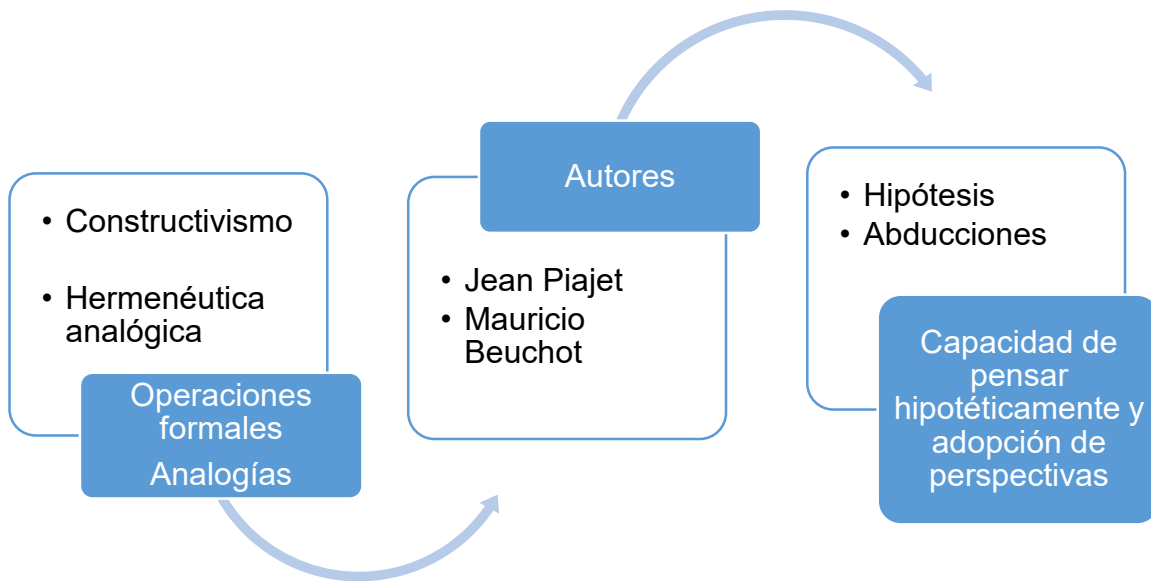 • Constructivismo
• Hermenéutica
analógica
Operaciones
formales
Analogías
Autores
• Jean Piajet
• Mauricio
Beuchot
• Hipótesis
• Abducciones
Capacidad de
pensar
hipotéticamente y
adopción de
perspectivas